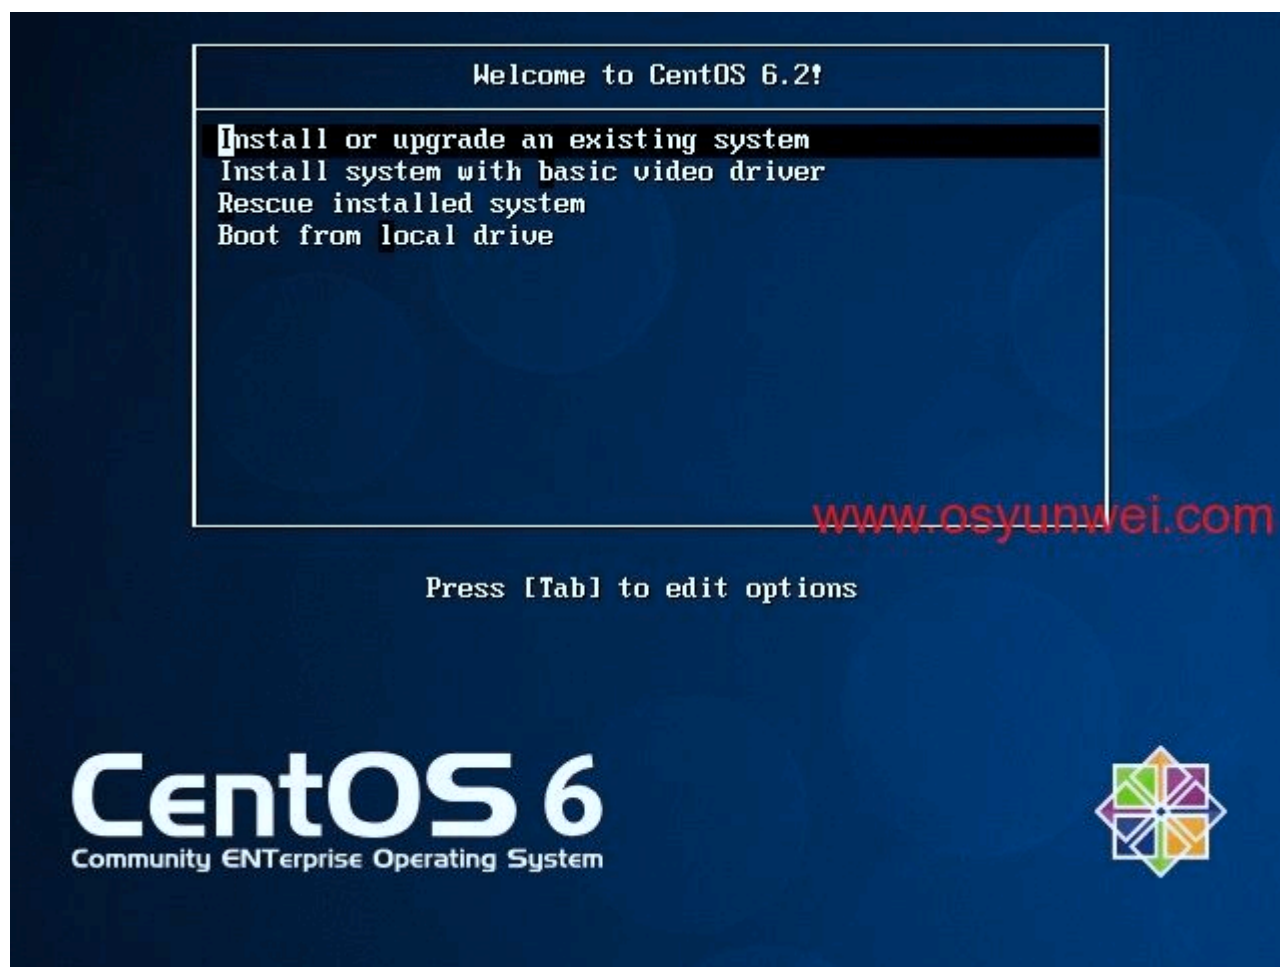 Welcome to CentOS 6.2!
Install or upgrade an existing system
Install system with basic video driver
Rescue installed system
Boot from local drive
www.osyunwei.com
Press [Tab] to edit options
CentOS 6
Community ENTerprise Operating System